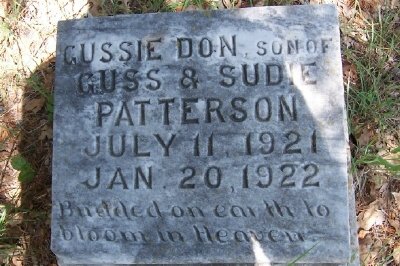 GUSSIE DON, SON OF
GUSS & SUDIE
PATTERSON
JULY 11, 1921
JAN. 20, 1922
Budded on earth to
bloom in Heaven